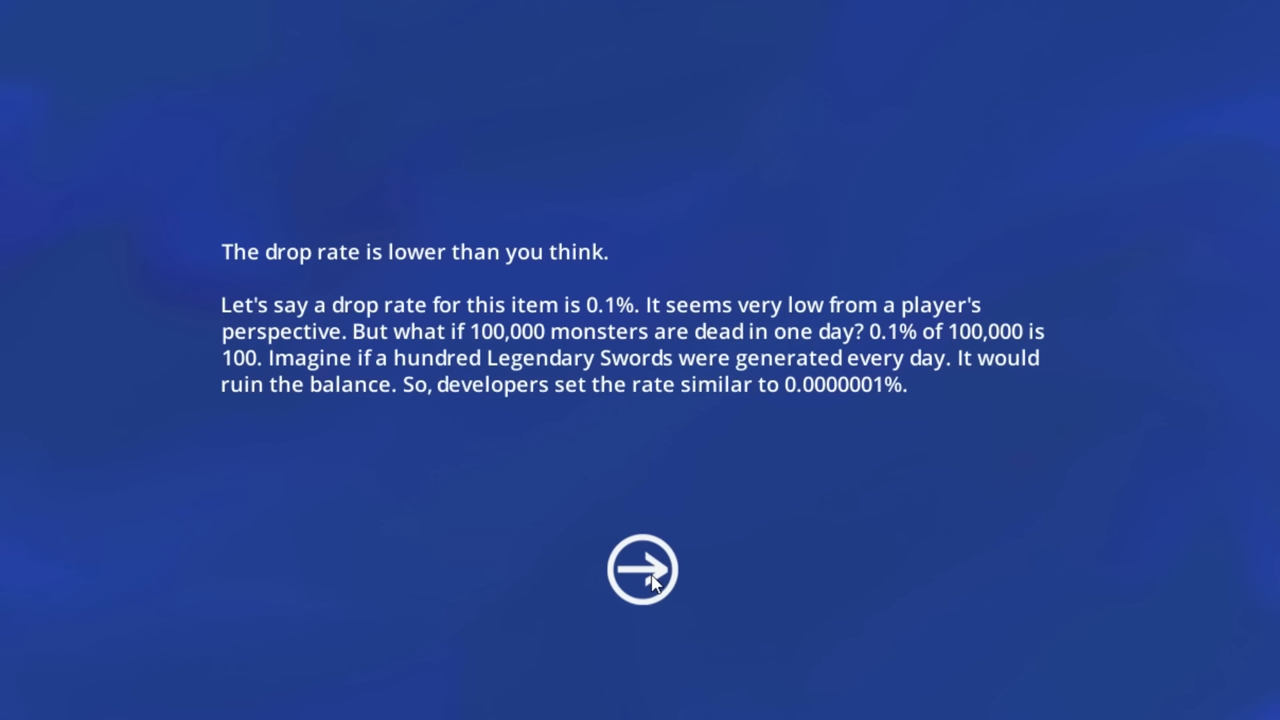 The drop rate is lower than you think.
Let's say a drop rate for this item is 0.1%. It seems very low from a player's
perspective. But what if 100,000 monsters are dead in one day? 0.1% of 100,000 is
100. Imagine if a hundred Legendary Swords were generated every day. It would
ruin the balance. So, developers set the rate similar to 0.0000001%.